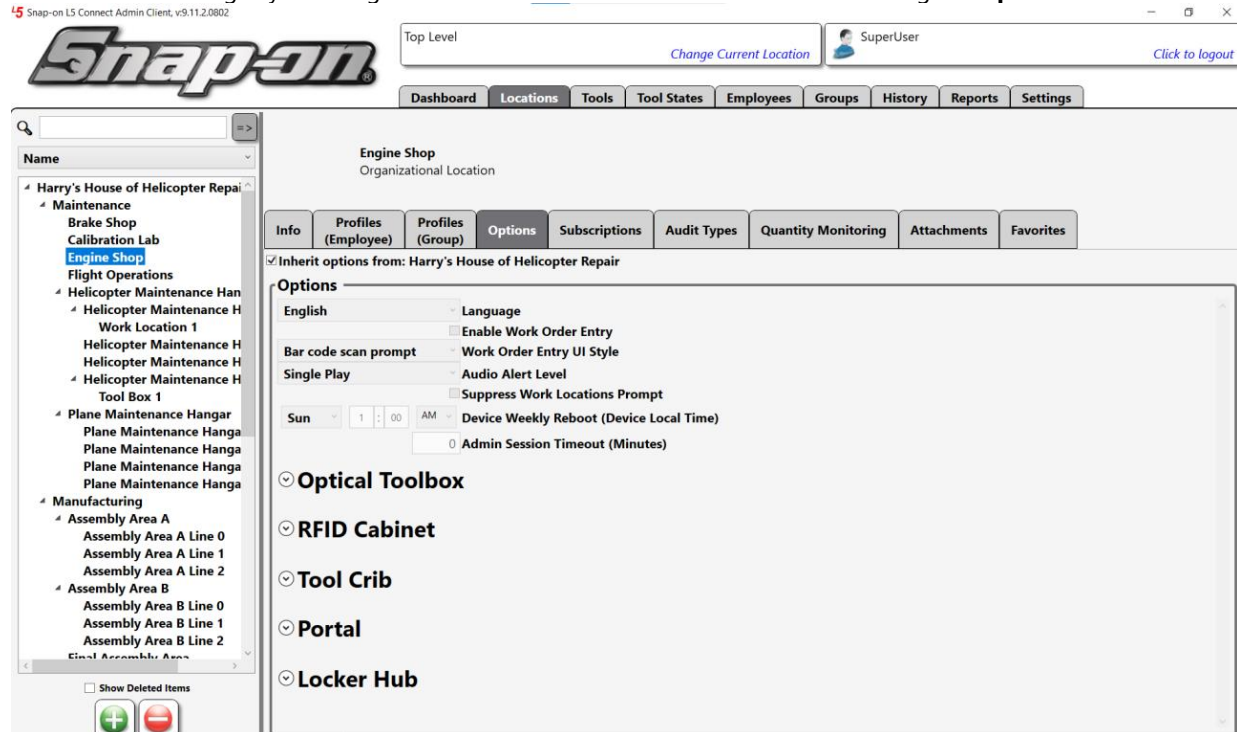 Snap-on L5 Connect Admin Client, v:9.11.2.0802
Snap-on
Top Level
Change Current Location
SuperUser
Click to logout
Dashboard Locations Tools Tool States Employees Groups History Reports Settings
=>
Name
Harry's House of Helicopter Repai
Maintenance
Brake Shop
Calibration Lab
Engine Shop
Flight Operations
Helicopter Maintenance Han
Helicopter Maintenance H
Work Location 1
Helicopter Maintenance H
Helicopter Maintenance H
Helicopter Maintenance H
Tool Box 1
Plane Maintenance Hangar
Plane Maintenance Hanga
Plane Maintenance Hanga
Plane Maintenance Hanga
Plane Maintenance Hanga
Manufacturing
Assembly Area A
Assembly Area A Line 0
Assembly Area A Line 1
Assembly Area A Line 2
Assembly Area B
Assembly Area B Line 0
Assembly Area B Line 1
Assembly Area B Line 2
Final Assembly Area
Show Deleted Items
Engine Shop
Organizational Location
Info Profiles (Employee) Profiles (Group) Options Subscriptions Audit Types Quantity Monitoring Attachments Favorites
Inherit options from: Harry's House of Helicopter Repair
Options
English Language
Enable Work Order Entry
Bar code scan prompt Work Order Entry UI Style
Single Play Audio Alert Level
Suppress Work Locations Prompt
Sun 1 : 00 AM Device Weekly Reboot (Device Local Time)
0 Admin Session Timeout (Minutes)
Optical Toolbox
RFID Cabinet
Tool Crib
Portal
Locker Hub